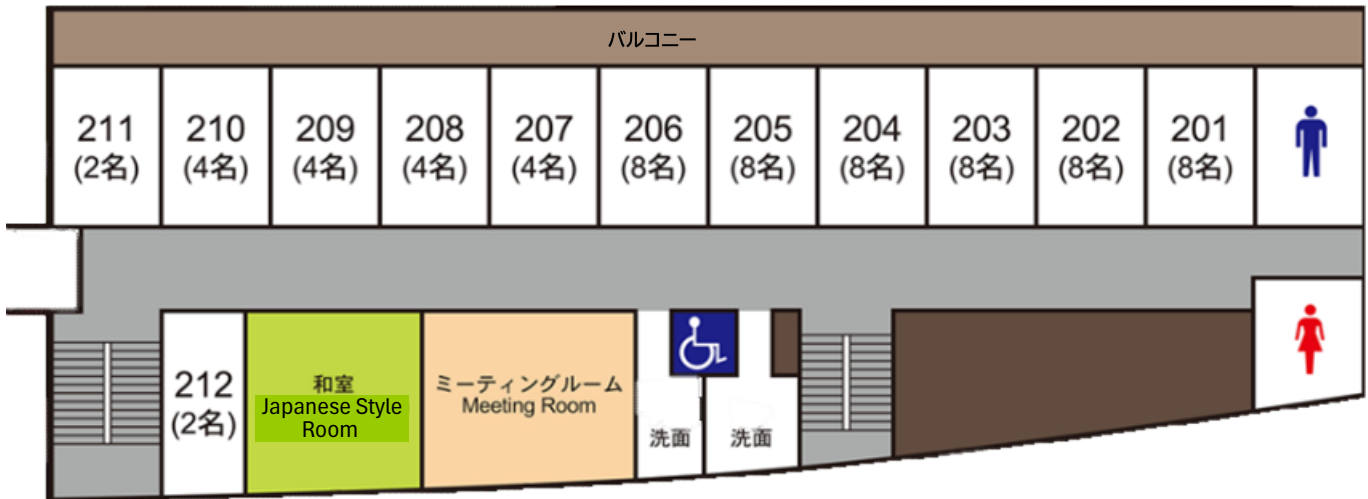 バルコニー
211
(2名)
210
(4名)
209
(4名)
208
(4名)
207
(4名)
206
(8名)
205
(8名)
204
(8名)
203
(8名)
202
(8名)
201
(8名)
212
(2名)
和室
Japanese Style
Room
ミーティングルーム
Meeting Room
洗面
洗面